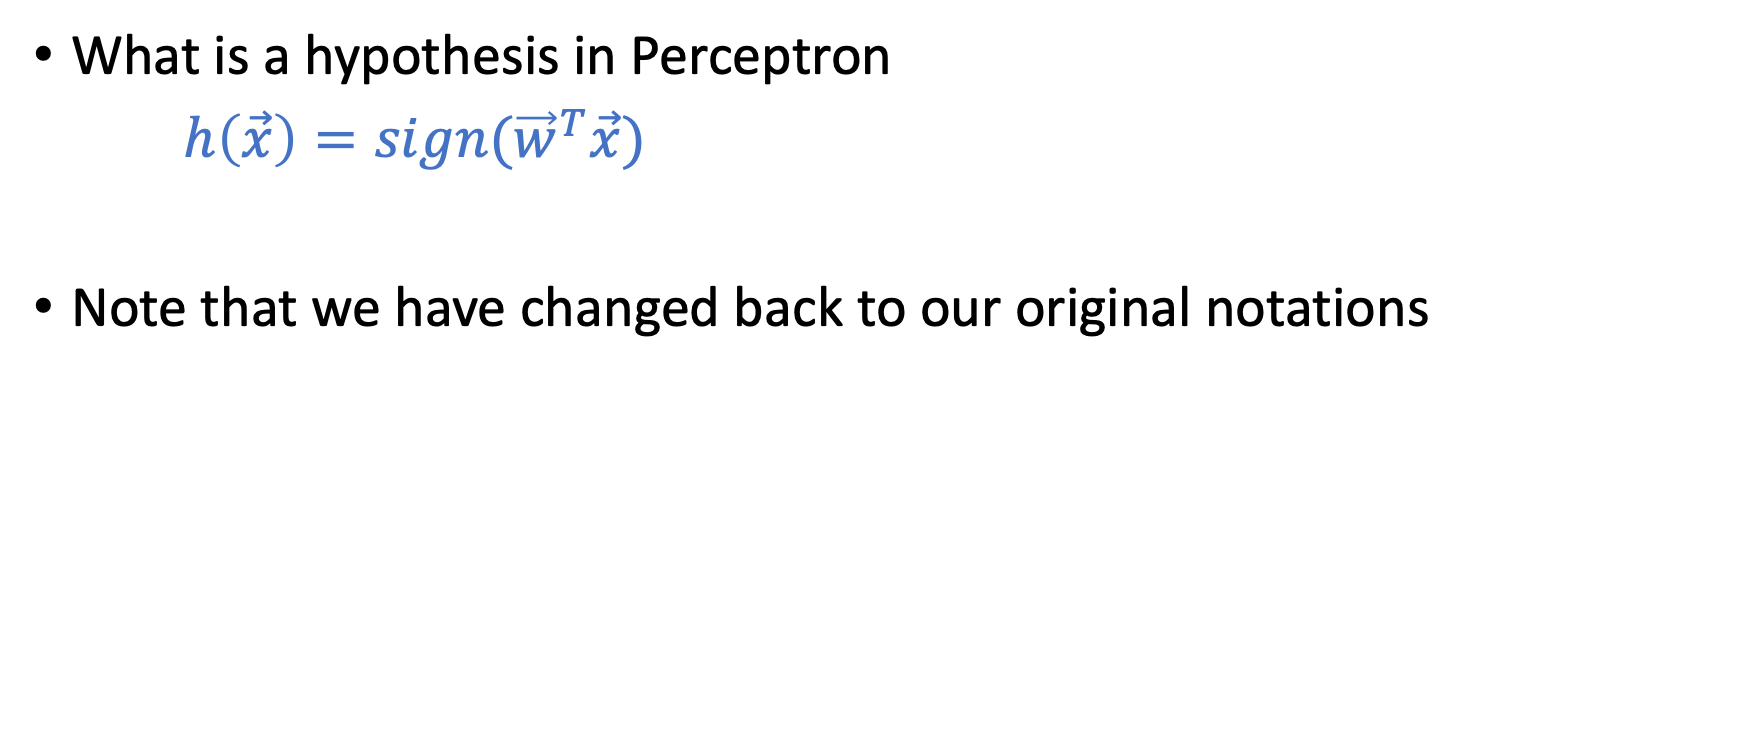 • What is a hypothesis in Perceptron
h(x⃗) = sign(w⃗ᵀx⃗)
• Note that we have changed back to our original notations